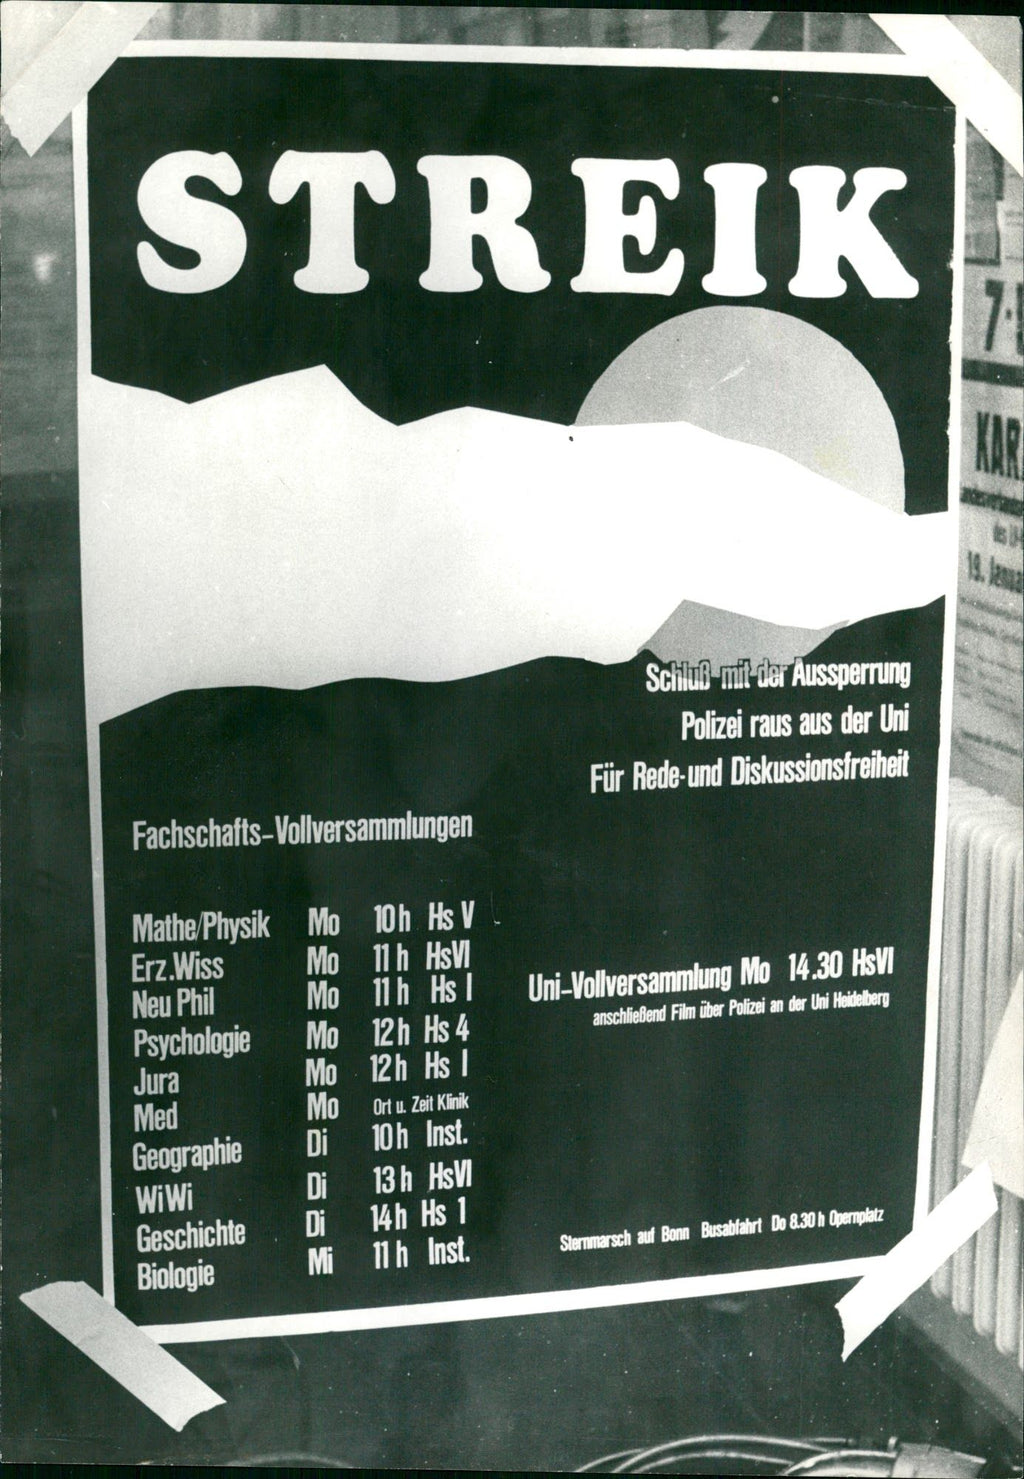 STREIK
Schluß mit der Aussperrung
Polizei raus aus der Uni
Für Rede-und Diskussionsfreiheit
Fachschafts-Vollversammlungen
Mathe/Physik Mo 10h Hs V
Erz.Wiss Mo 11h HsVI
Neu Phil Mo 11h Hs I
Psychologie Mo 12h Hs 4
Jura Mo 12h Hs I
Med Mo Ort u. Zeit Klinik
Geographie Di 10h Inst.
WiWi Di 13h HsVI
Geschichte Di 14h Hs 1
Biologie Mi 11h Inst.
Uni-Vollversammlung Mo 14.30 HsVI
anschließend Film über Polizei an der Uni Heidelberg
Sternmarsch auf Bonn Busabfahrt Do 8.30 h Opernplatz
KAR
19. Janua